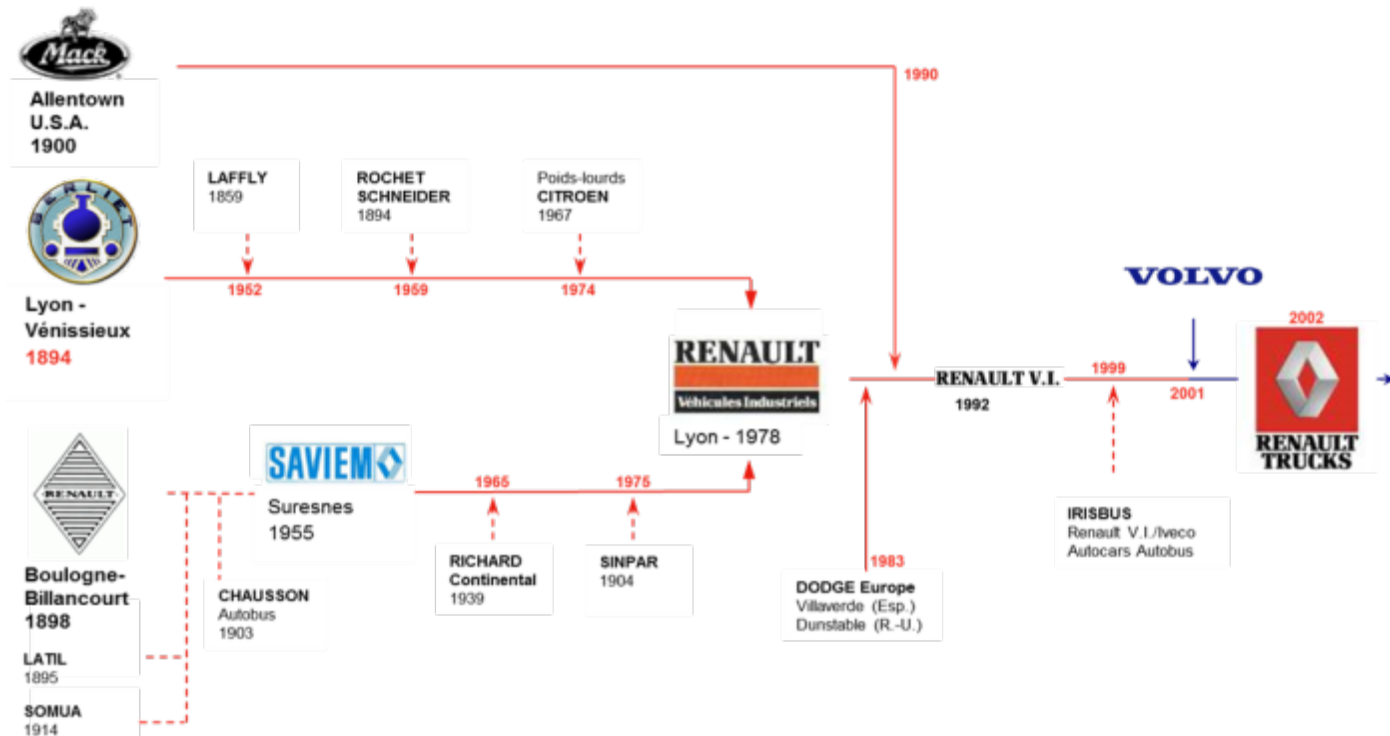 Mack
Allentown
U.S.A.
1900
1990
LAFFLY
1859
ROCHET
SCHNEIDER
1894
Poids-lourds
CITROEN
1967
BERLIET
1952
1959
1974
Lyon -
Vénissieux
1894
VOLVO
2002
RENAULT
Véhicules Industriels
Lyon - 1978
RENAULT V.I.
1992
1999
2001
RENAULT
TRUCKS
RENAULT
Boulogne-
Billancourt
1898
SAVIEM
Suresnes
1955
1965
1975
CHAUSSON
Autobus
1903
RICHARD
Continental
1939
SINPAR
1904
1983
DODGE Europe
Villaverde (Esp.)
Dunstable (R.-U.)
IRISBUS
Renault V.I./Iveco
Autocars Autobus
LATIL
1895
SOMUA
1914